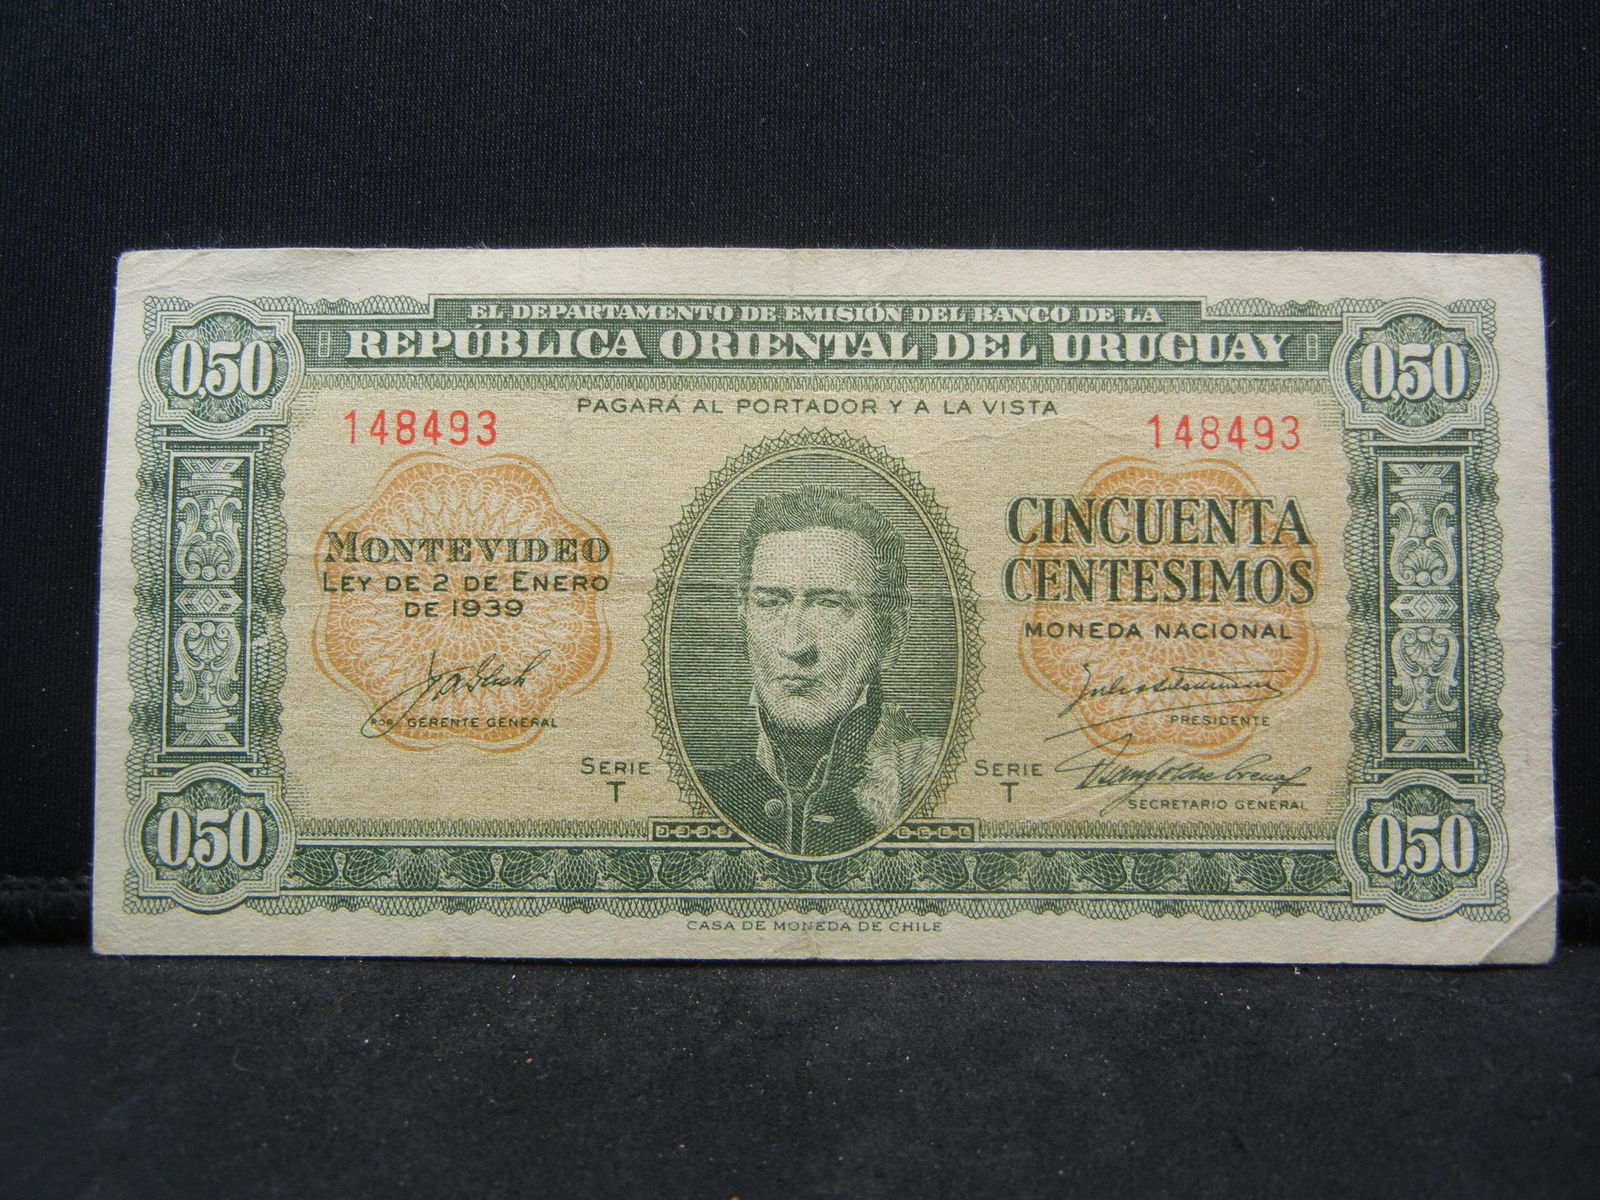 EL DEPARTAMENTO DE EMISIÓN DEL BANCO DE LA
REPÚBLICA ORIENTAL DEL URUGUAY
0,50
0,50
PAGARÁ AL PORTADOR Y A LA VISTA
148493
148493
MONTEVIDEO
LEY DE 2 DE ENERO
DE 1939
CINCUENTA
CENTESIMOS
MONEDA NACIONAL
POR GERENTE GENERAL
PRESIDENTE
SERIE
T
SERIE
T
SECRETARIO GENERAL
0,50
0,50
CASA DE MONEDA DE CHILE